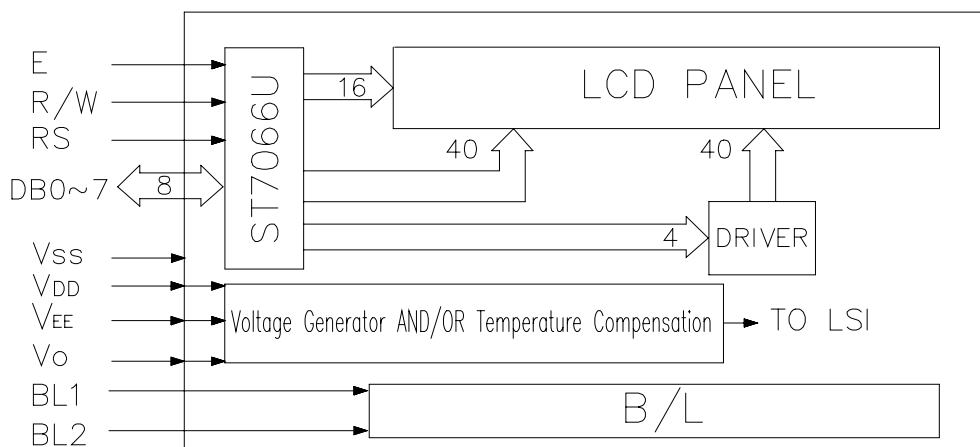 E
R/W
RS
DB0~7
8
ST7066U
16
LCD PANEL
40
40
4
DRIVER
Vss
VDD
VEE
Vo
Voltage Generator AND/OR Temperature Compensation
TO LSI
BL1
BL2
B/L